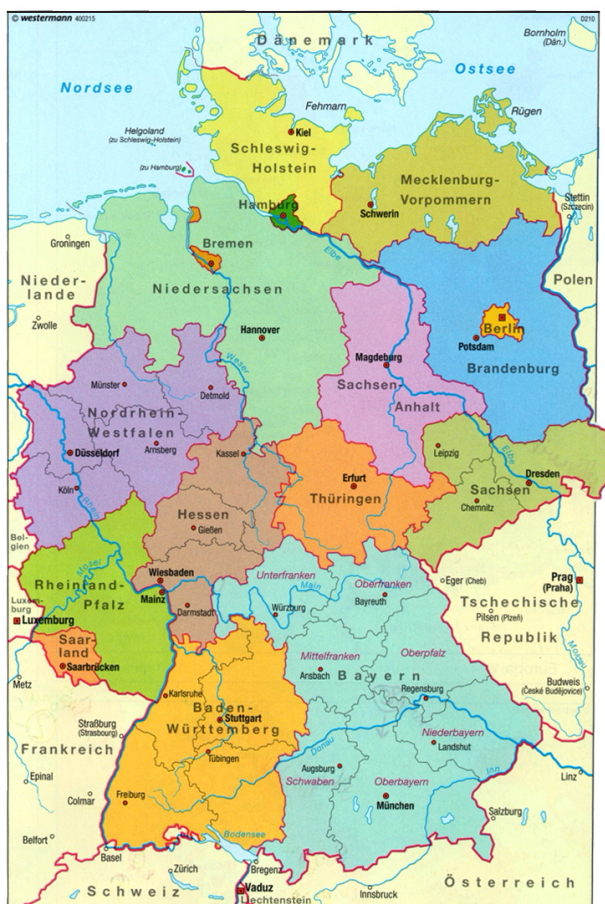 © westermann 400215
D210
Dänemark
Bornholm
(Dän.)
Nordsee
Ostsee
Fehmarn
Rügen
Kiel
Helgoland
(zu Schleswig-Holstein)
Schleswig-
Holstein
(zu Hamburg)
Mecklenburg-
Vorpommern
Hamburg
Schwerin
Stettin
(Szczecin)
Groningen
Bremen
Elbe
Nieder-
lande
Niedersachsen
Polen
Zwolle
Berlin
Hannover
Potsdam
Magdeburg
Brandenburg
Weser
Münster
Detmold
Sachsen-
Anhalt
Nordrhein-
Westfalen
Arnsberg
Düsseldorf
Kassel
Leipzig
Elbe
Köln
Rhein
Erfurt
Thüringen
Dresden
Sachsen
Chemnitz
Hessen
Gießen
Bel-
gien
Mosel
Wiesbaden
Mainz
Rheinland-
Pfalz
Unterfranken
Main
Oberfranken
Bayreuth
Eger (Cheb)
Prag
(Praha)
Luxem-
burg
Luxemburg
Darmstadt
Würzburg
Tschechische
Pilsen (Plzeň)
Republik
Moldau
Saar-
land
Saarbrücken
Mittelfranken
Ansbach
Oberpfalz
Bayern
Metz
Karlsruhe
Regensburg
Budweis
(České Budějovice)
Baden-
Württemberg
Stuttgart
Straßburg
(Strasbourg)
Frankreich
Tübingen
Donau
Niederbayern
Landshut
Epinal
Augsburg
Schwaben
Oberbayern
München
Inn
Linz
Colmar
Freiburg
Salzburg
Belfort
Bodensee
Basel
Zürich
Bregenz
Schweiz
Vaduz
Liechtenstein
Innsbruck
Österreich